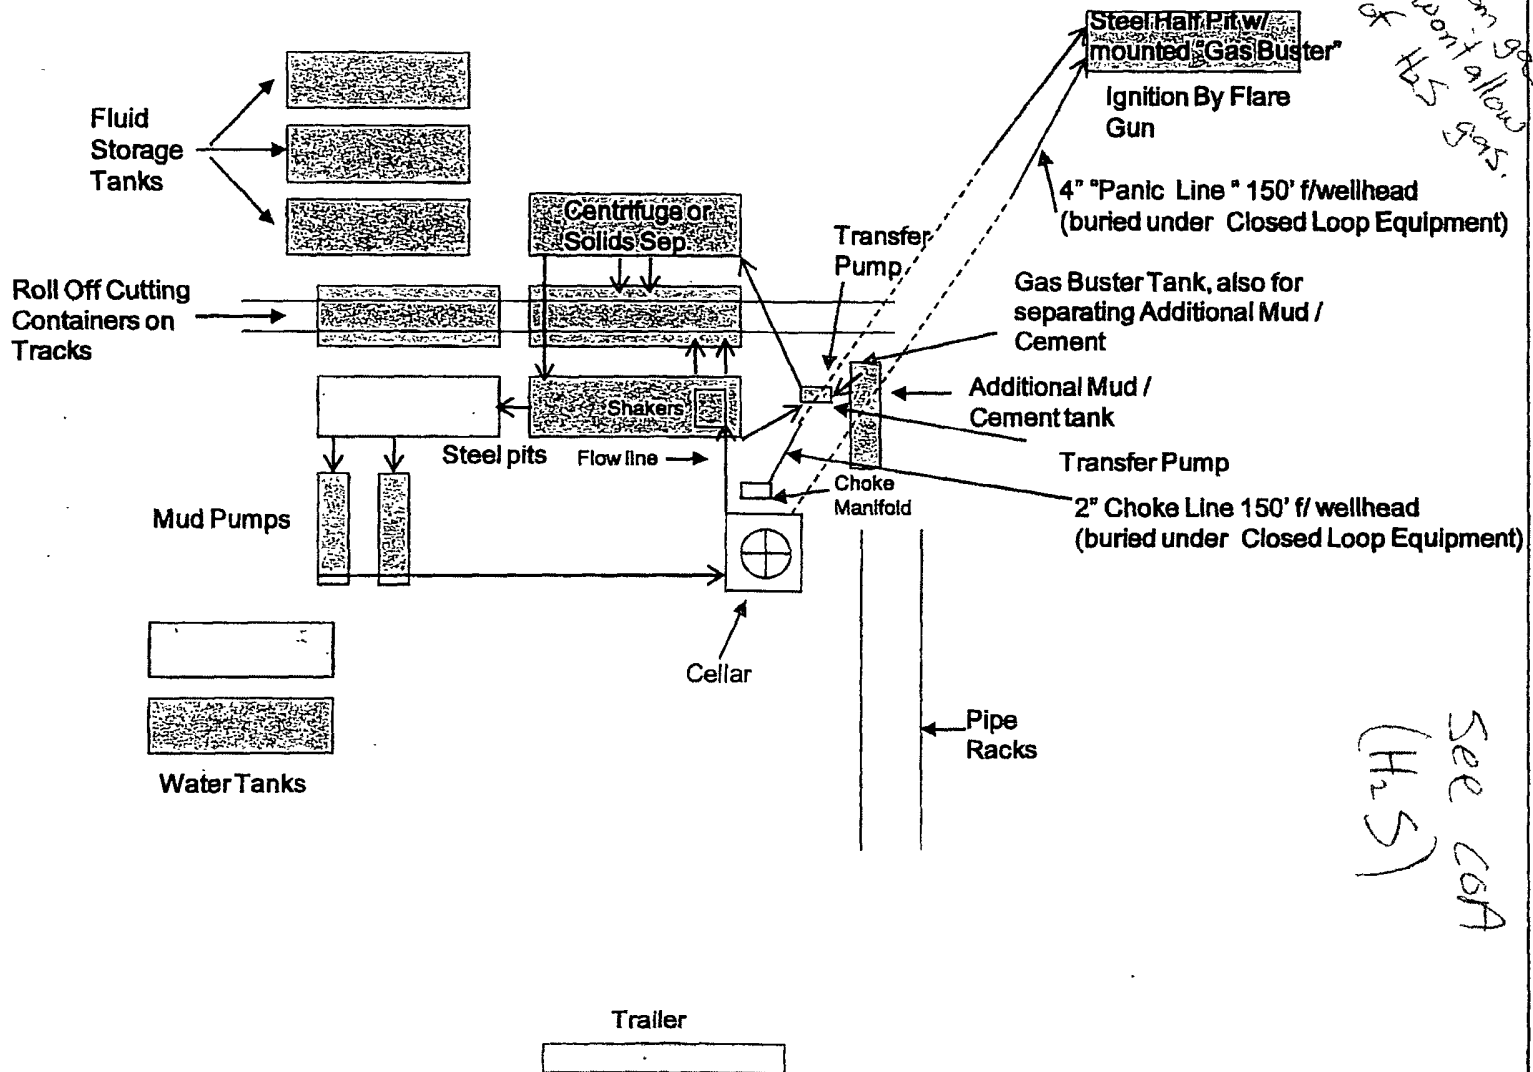 Steel Half Pit w/
mounted "Gas Buster"
Ignition By Flare
Gun
won't allow
of H2S gas.
Fluid
Storage
Tanks
4" "Panic Line " 150' f/wellhead
(buried under Closed Loop Equipment)
Centrifuge or
Solids Sep.
Transfer
Pump
Roll Off Cutting
Containers on
Tracks
Gas Buster Tank, also for
separating Additional Mud /
Cement
Additional Mud /
Cement tank
Shakers
Steel pits
Flow line
Transfer Pump
Choke
Manifold
2" Choke Line 150' f/ wellhead
(buried under Closed Loop Equipment)
Mud Pumps
Cellar
Water Tanks
Pipe
Racks
See COA
(H2S)
Trailer